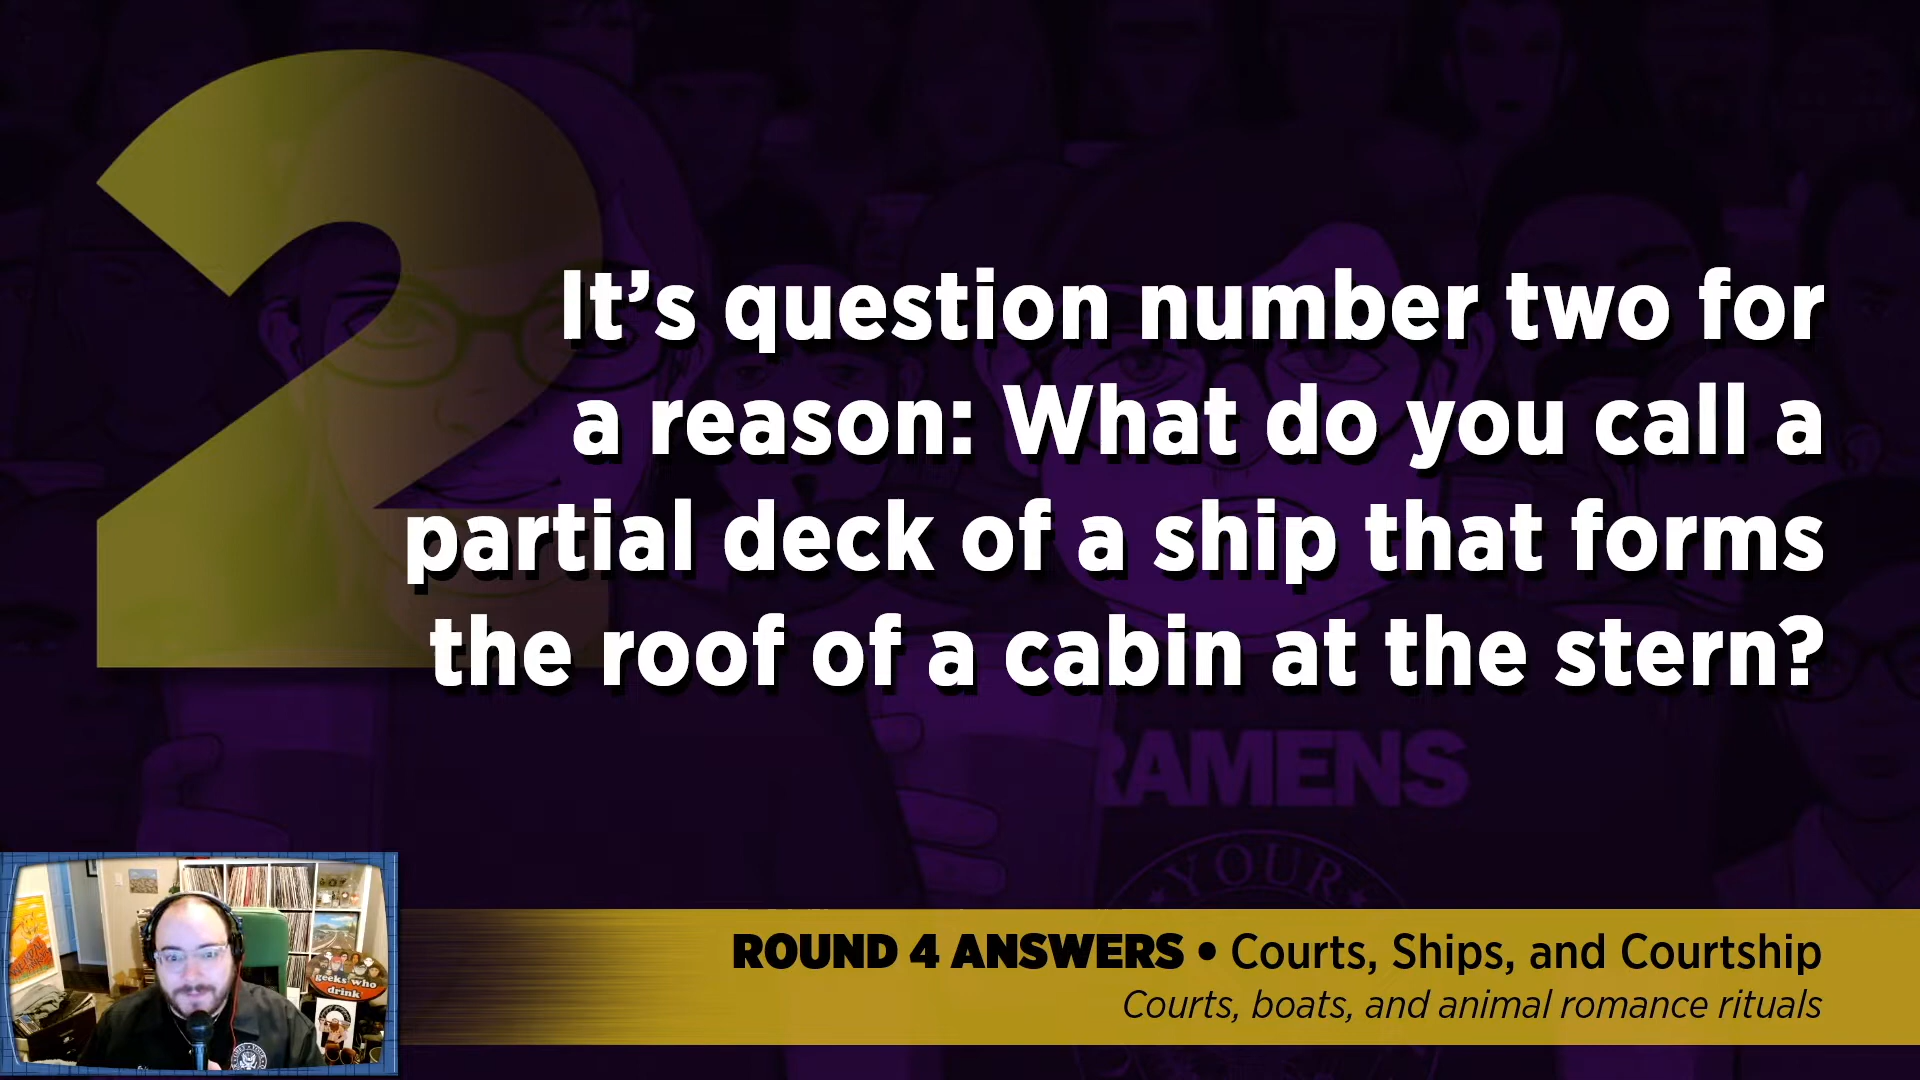 2
It’s question number two for
a reason: What do you call a
partial deck of a ship that forms
the roof of a cabin at the stern?
RAMENS
YOUR
geeks who
drink
ROUND 4 ANSWERS • Courts, Ships, and Courtship
Courts, boats, and animal romance rituals